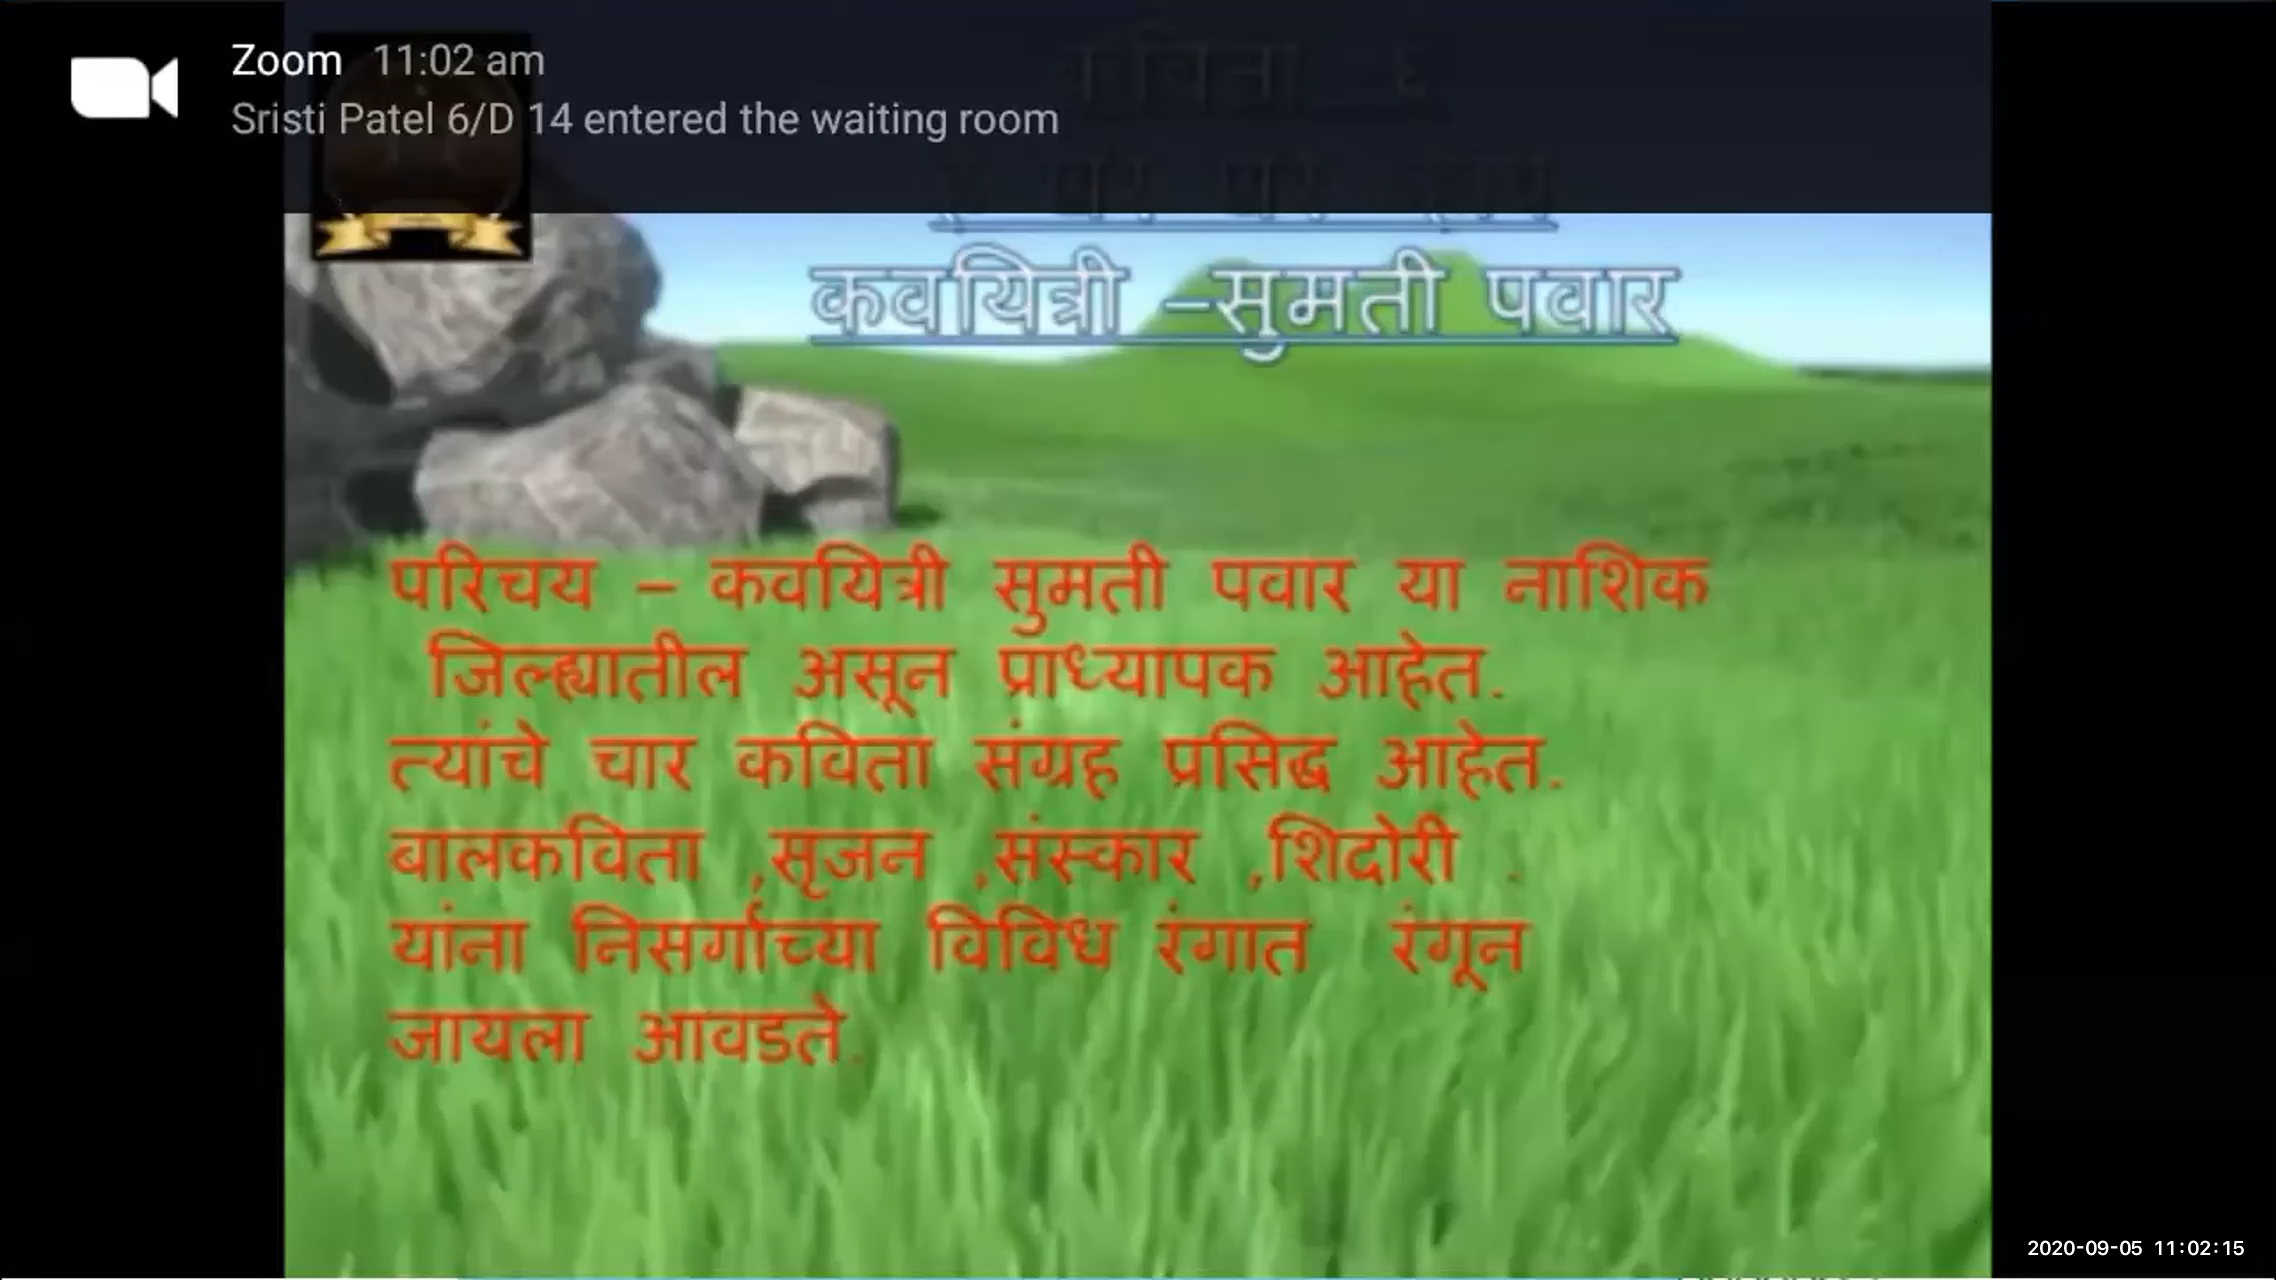 Zoom 11:02 am
Sristi Patel 6/D 14 entered the waiting room
कविता ६
कवयित्री –सुमती पवार
परिचय – कवयित्री सुमती पवार या नाशिक
जिल्ह्यातील असून प्राध्यापक आहेत.
त्यांचे चार कविता संग्रह प्रसिद्ध आहेत.
बालकविता ,सृजन ,संस्कार ,शिदोरी .
यांना निसर्गाच्या विविध रंगात रंगून
जायला आवडते.
2020-09-05 11:02:15